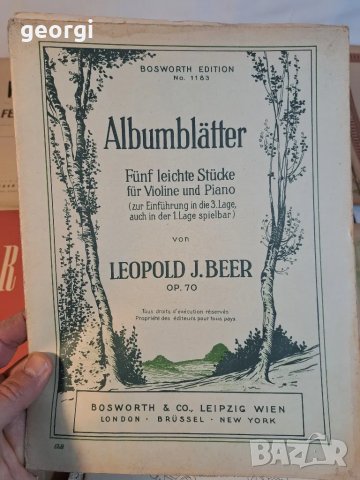 georgi
BOSWORTH EDITION
No. 1183
Albumblätter
Fünf leichte Stücke
für Violine und Piano
(zur Einführung in die 3. Lage,
auch in der 1. Lage spielbar)
von
LEOPOLD J. BEER
OP. 70
Tous droits d'exécution réservés
Propriété des éditeurs pour tous pays.
BOSWORTH & CO., LEIPZIG WIEN
LONDON · BRÜSSEL · NEW YORK
BAZAR